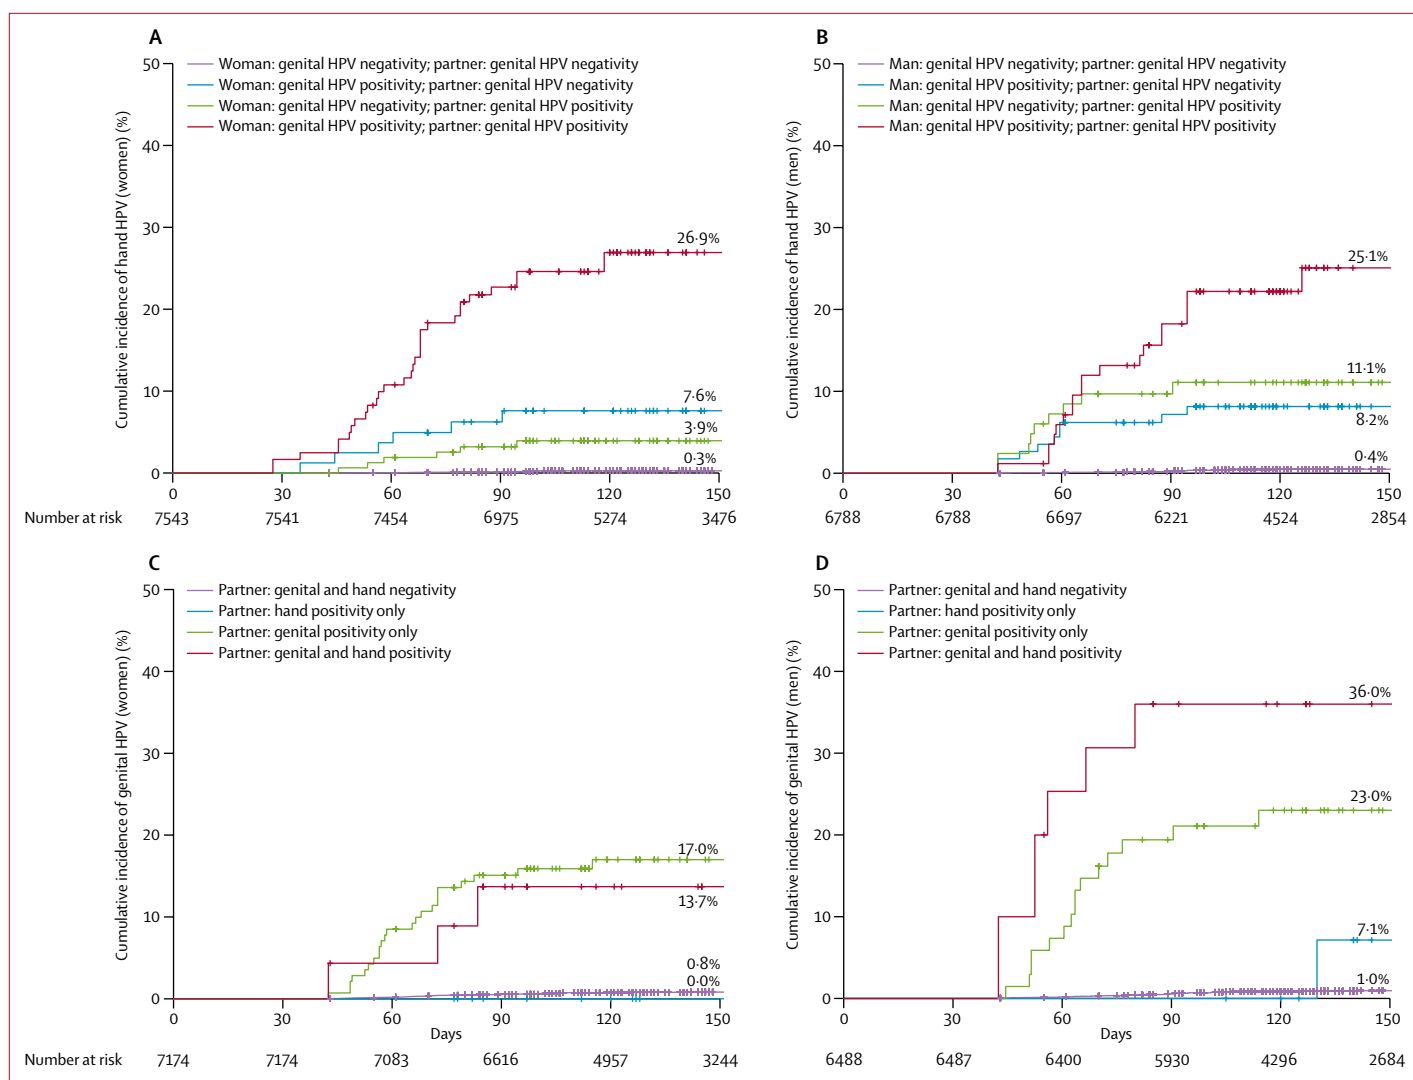 A
Woman: genital HPV negativity; partner: genital HPV negativity
Woman: genital HPV positivity; partner: genital HPV negativity
Woman: genital HPV negativity; partner: genital HPV positivity
Woman: genital HPV positivity; partner: genital HPV positivity
Cumulative incidence of hand HPV (women) (%)
50
40
30
20
10
0
26·9%
7·6%
3·9%
0·3%
0 30 60 90 120 150
Number at risk 7543 7541 7454 6975 5274 3476
B
Man: genital HPV negativity; partner: genital HPV negativity
Man: genital HPV positivity; partner: genital HPV negativity
Man: genital HPV negativity; partner: genital HPV positivity
Man: genital HPV positivity; partner: genital HPV positivity
Cumulative incidence of hand HPV (men) (%)
50
40
30
20
10
0
25·1%
11·1%
8·2%
0·4%
0 30 60 90 120 150
6788 6788 6697 6221 4524 2854
C
Partner: genital and hand negativity
Partner: hand positivity only
Partner: genital positivity only
Partner: genital and hand positivity
Cumulative incidence of genital HPV (women) (%)
50
40
30
20
10
0
17·0%
13·7%
0·8%
0·0%
0 30 60 90 120 150
Days
Number at risk 7174 7174 7083 6616 4957 3244
D
Partner: genital and hand negativity
Partner: hand positivity only
Partner: genital positivity only
Partner: genital and hand positivity
Cumulative incidence of genital HPV (men) (%)
50
40
30
20
10
0
36·0%
23·0%
7·1%
1·0%
0 30 60 90 120 150
Days
6488 6487 6400 5930 4296 2684